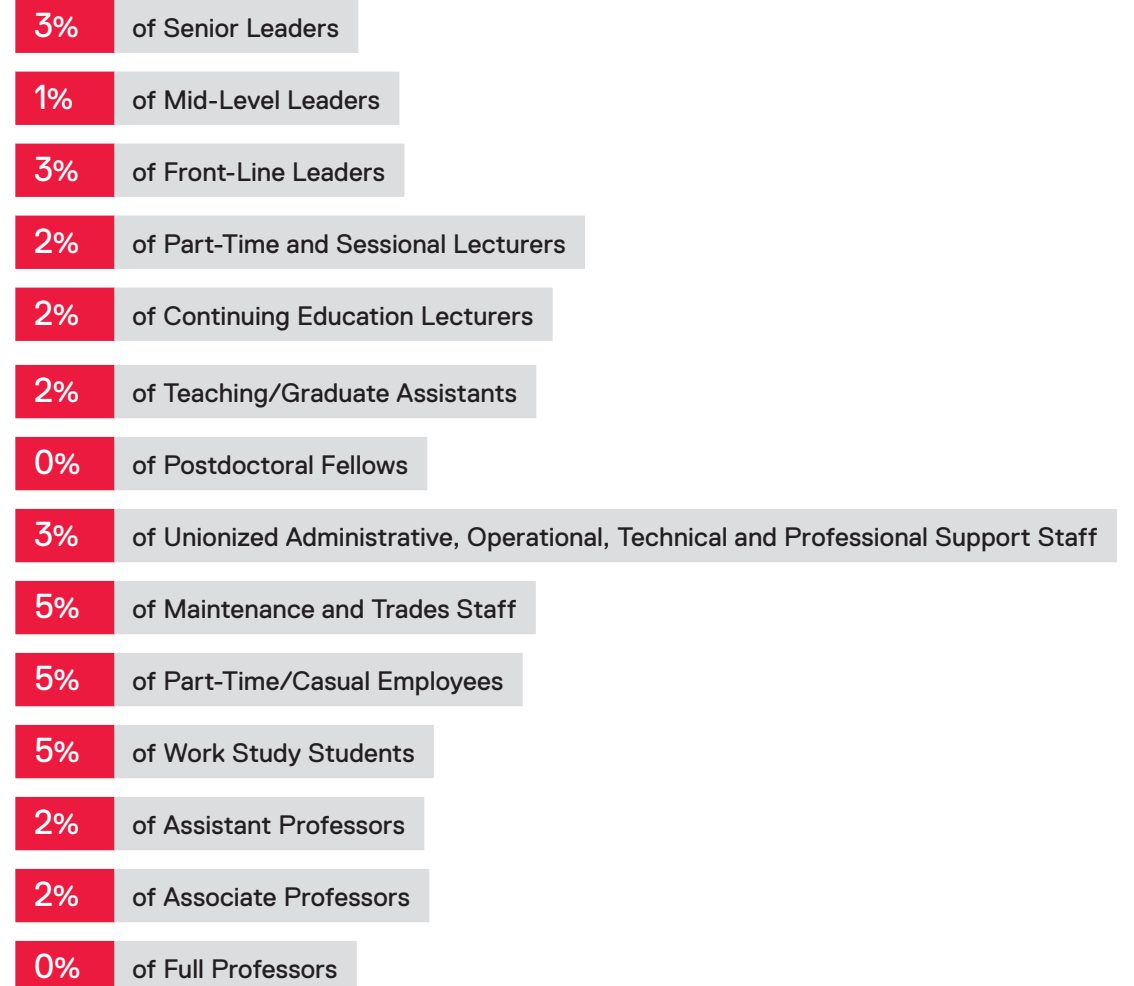 3% of Senior Leaders
1% of Mid-Level Leaders
3% of Front-Line Leaders
2% of Part-Time and Sessional Lecturers
2% of Continuing Education Lecturers
2% of Teaching/Graduate Assistants
0% of Postdoctoral Fellows
3% of Unionized Administrative, Operational, Technical and Professional Support Staff
5% of Maintenance and Trades Staff
5% of Part-Time/Casual Employees
5% of Work Study Students
2% of Assistant Professors
2% of Associate Professors
0% of Full Professors